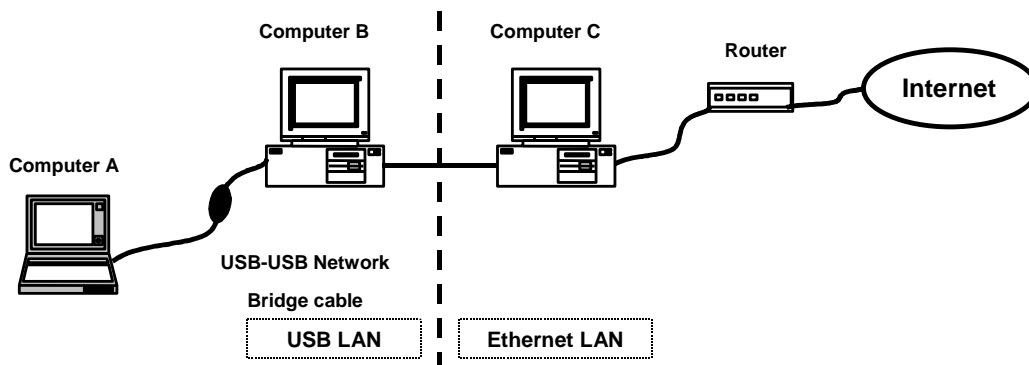 Computer B
Computer C
Router
Internet
Computer A
USB-USB Network
Bridge cable
USB LAN
Ethernet LAN